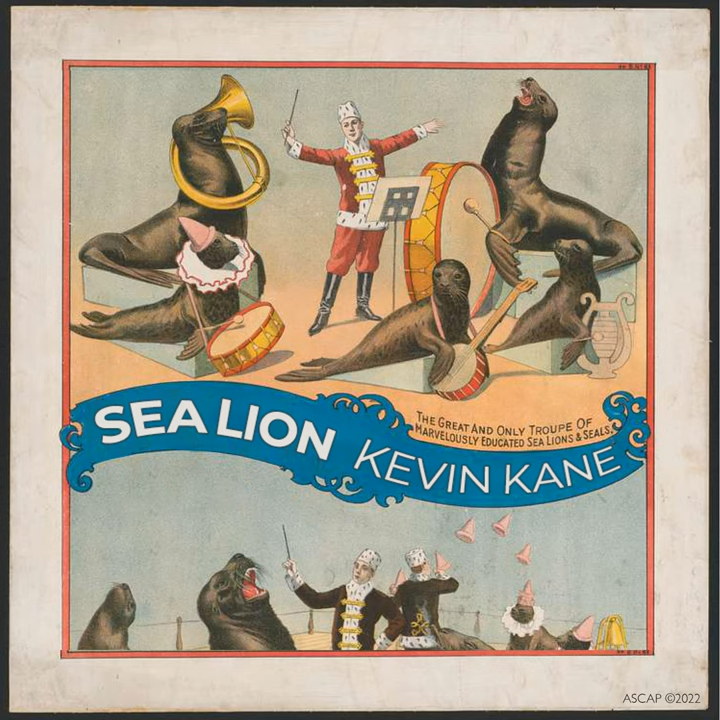 THE GREAT AND ONLY TROUPE OF
MARVELOUSLY EDUCATED SEA LIONS & SEALS.
SEA LION
KEVIN KANE
ASCAP ©2022